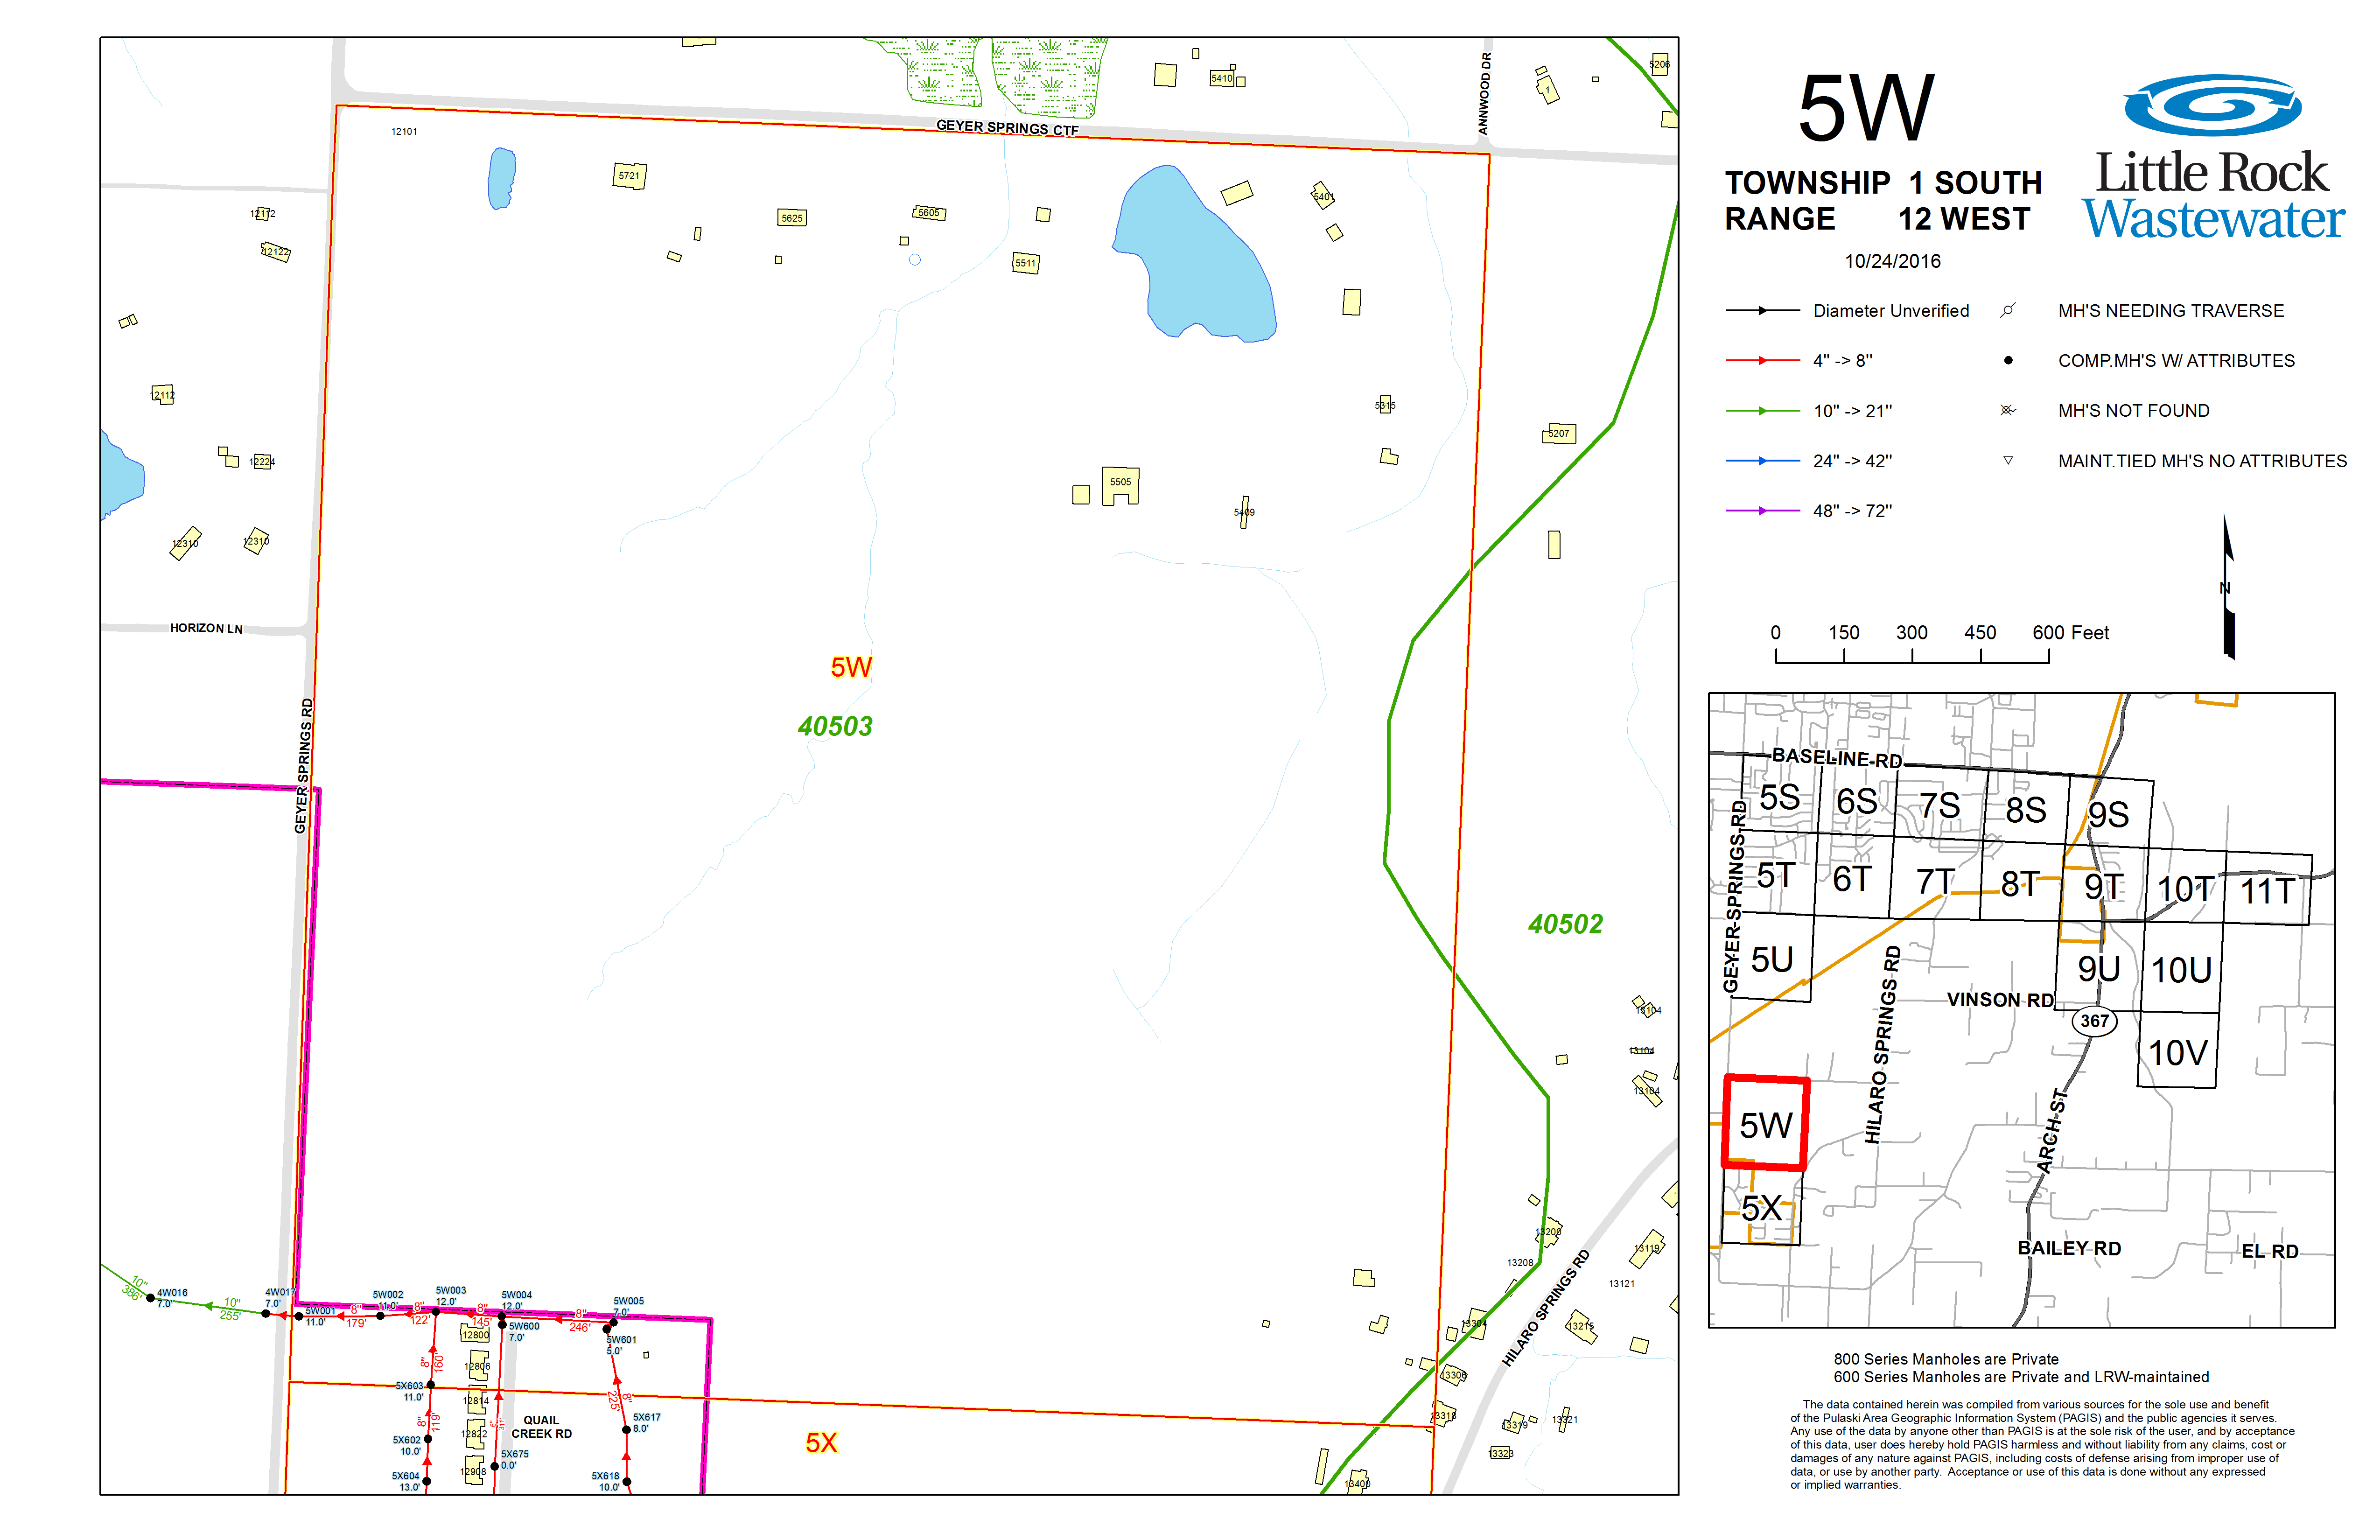 5W
TOWNSHIP 1 SOUTH
RANGE 12 WEST
10/24/2016
Little Rock
Wastewater
Diameter Unverified
4" -> 8"
10" -> 21"
24" -> 42"
48" -> 72"
MH'S NEEDING TRAVERSE
COMP.MH'S W/ ATTRIBUTES
MH'S NOT FOUND
MAINT.TIED MH'S NO ATTRIBUTES
N
0 150 300 450 600 Feet
GEYER SPRINGS CTF
ANNWOOD DR
5410
1
5206
12101
5721
5625
5605
5511
5401
12112
12122
12112
12224
12310
12310
5315
5207
5505
5409
HORIZON LN
GEYER SPRINGS RD
5W
40503
40502
13104
13104
13104
13200
13208
13119
13121
HILARO SPRINGS RD
13304
13215
13306
13318
13319
13321
13323
13400
10"
386'
4W016
7.0'
10"
255'
4W017
7.0'
5W001
11.0'
8"
179'
5W002
11.0'
8"
122'
5W003
12.0'
8"
145'
5W004
12.0'
5W600
7.0'
8"
246'
5W005
7.0'
5W601
5.0'
12800
12806
12814
12822
12908
8"
160'
5X603
11.0'
8"
119'
5X602
10.0'
5X604
13.0'
QUAIL
CREEK RD
5X675
0.0'
8"
225'
5X617
8.0'
5X618
10.0'
5X
BASELINE RD
5S
6S
7S
8S
9S
5T
6T
7T
8T
9T
10T
11T
5U
9U
10U
10V
5W
5X
GEYER SPRINGS RD
HILARO SPRINGS RD
VINSON RD
367
ARCH ST
BAILEY RD
EL RD
800 Series Manholes are Private
600 Series Manholes are Private and LRW-maintained
The data contained herein was compiled from various sources for the sole use and benefit
of the Pulaski Area Geographic Information System (PAGIS) and the public agencies it serves.
Any use of the data by anyone other than PAGIS is at the sole risk of the user, and by acceptance
of this data, user does hereby hold PAGIS harmless and without liability from any claims, cost or
damages of any nature against PAGIS, including costs of defense arising from improper use of
data, or use by another party. Acceptance or use of this data is done without any expressed
or implied warranties.